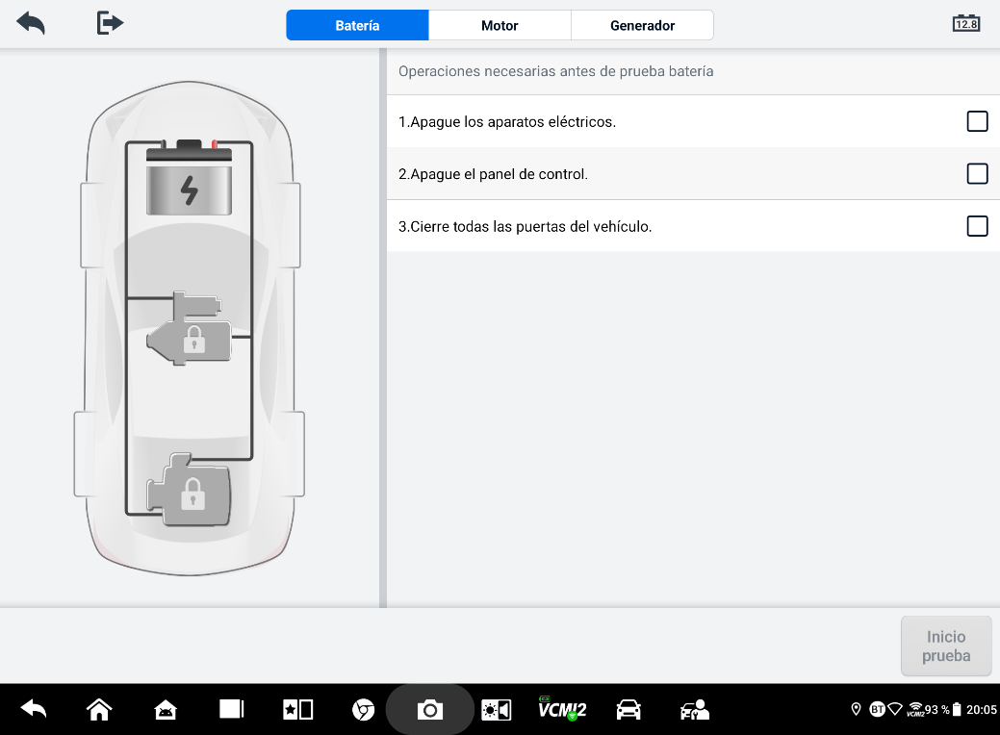 Batería
Motor
Generador
12.8
Operaciones necesarias antes de prueba batería
1.Apague los aparatos eléctricos.
2.Apague el panel de control.
3.Cierre todas las puertas del vehículo.
Inicio
prueba
VCMI2
BT
VCMI2
93 %
20:05